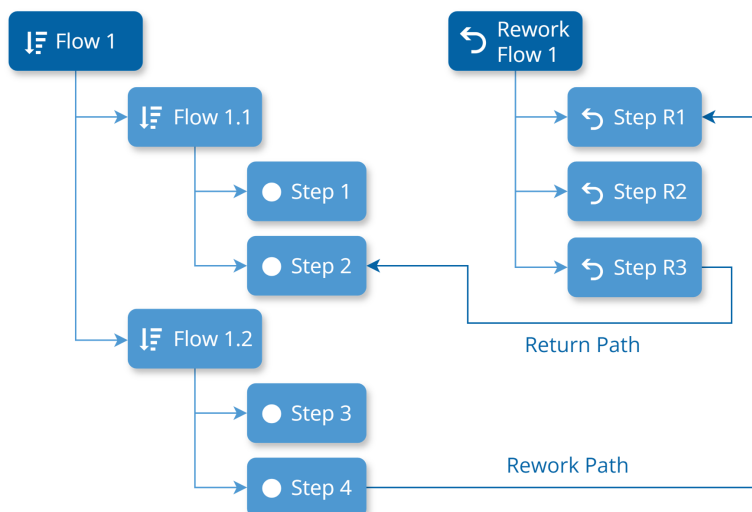 Flow 1
Rework
Flow 1
Flow 1.1
Step R1
Step 1
Step R2
Step 2
Step R3
Flow 1.2
Return Path
Step 3
Rework Path
Step 4